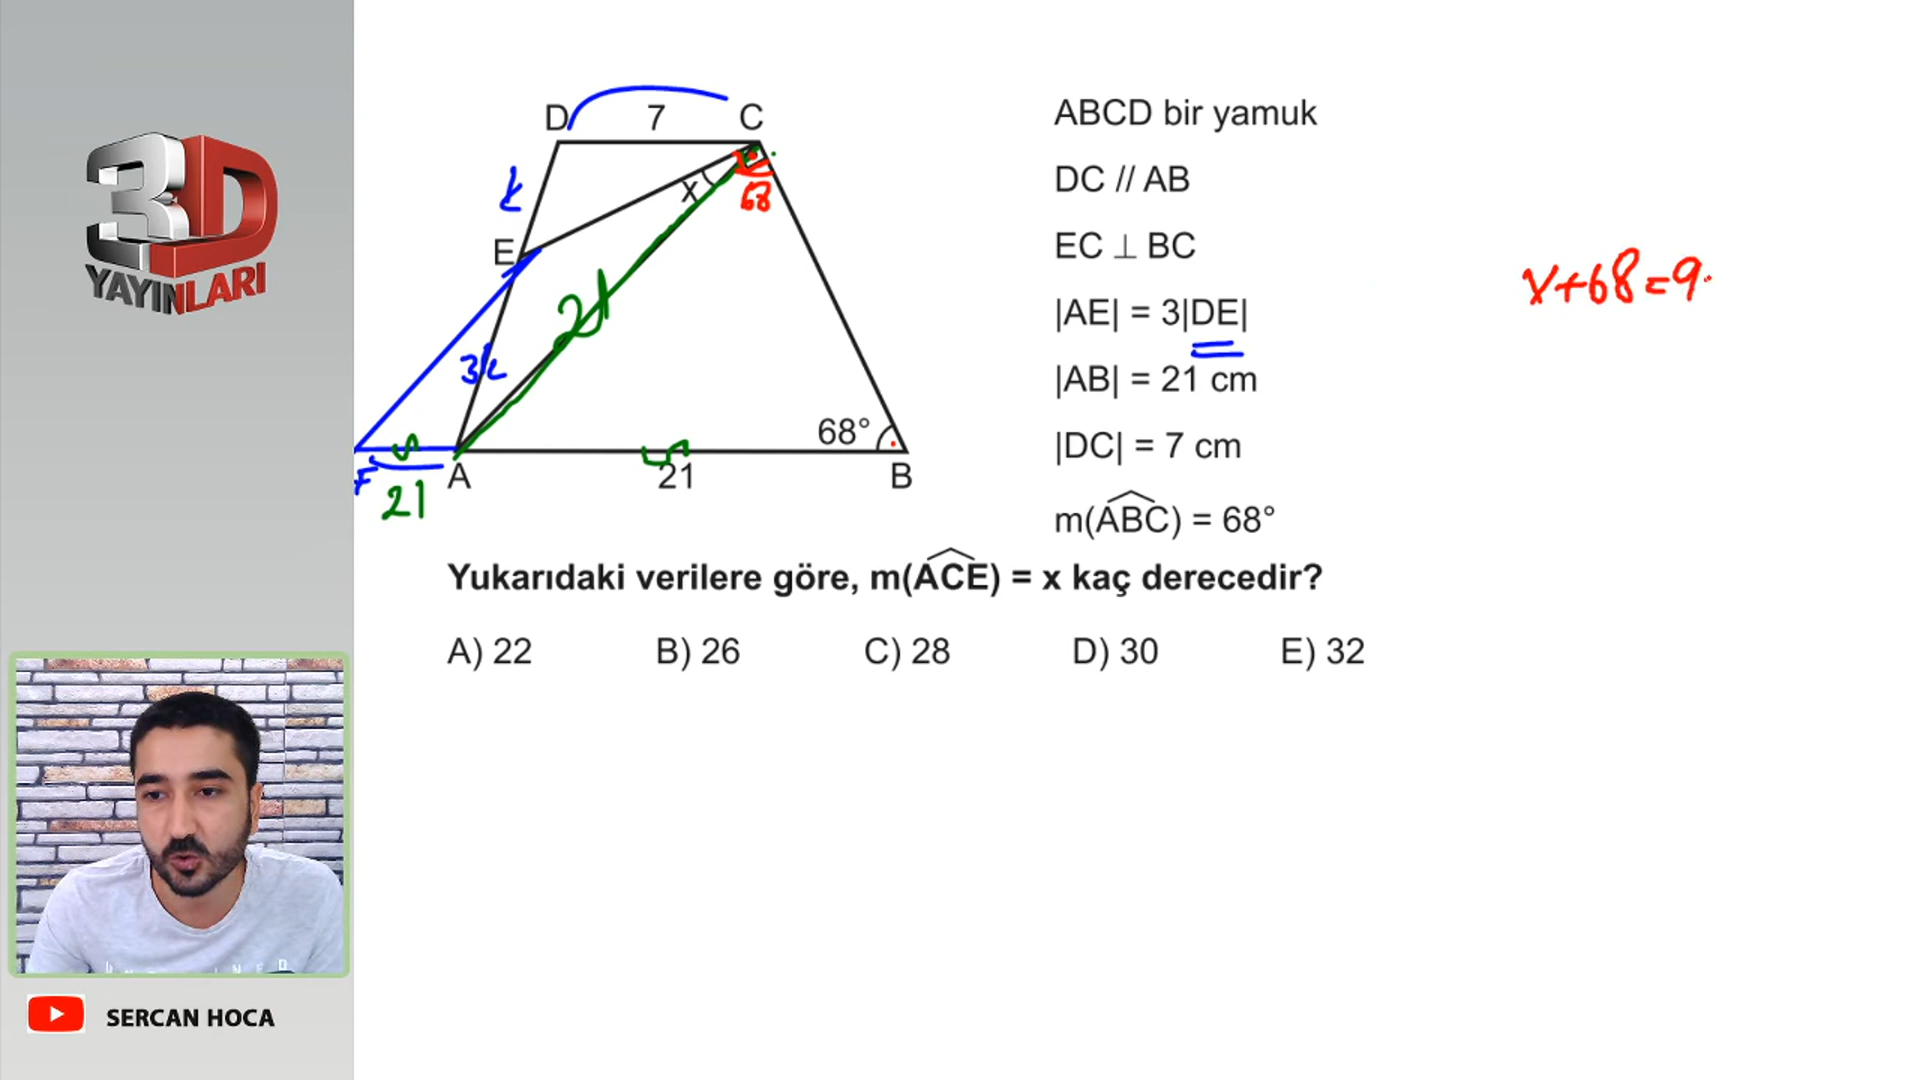 3D
YAYINLARI
D 7 C
k
x
68
E
21
3k
68°
F
A 21 B
21
ABCD bir yamuk
DC // AB
EC ⊥ BC
|AE| = 3|DE|
|AB| = 21 cm
|DC| = 7 cm
m(ABC) = 68°
x+68=9
Yukarıdaki verilere göre, m(ACE) = x kaç derecedir?
A) 22 B) 26 C) 28 D) 30 E) 32
SERCAN HOCA